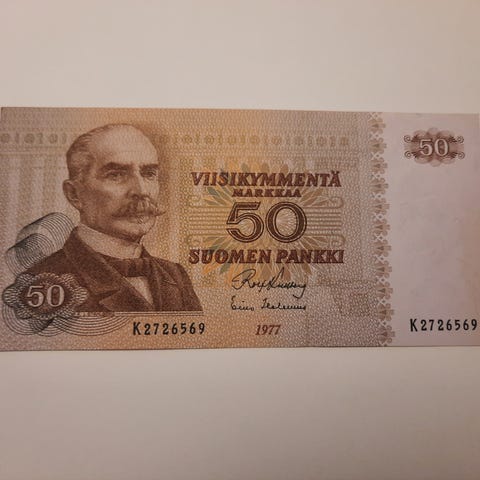 50
VIISIKYMMENTÄ
MARKKAA
50
SUOMEN PANKKI
50
K2726569
1977
K2726569